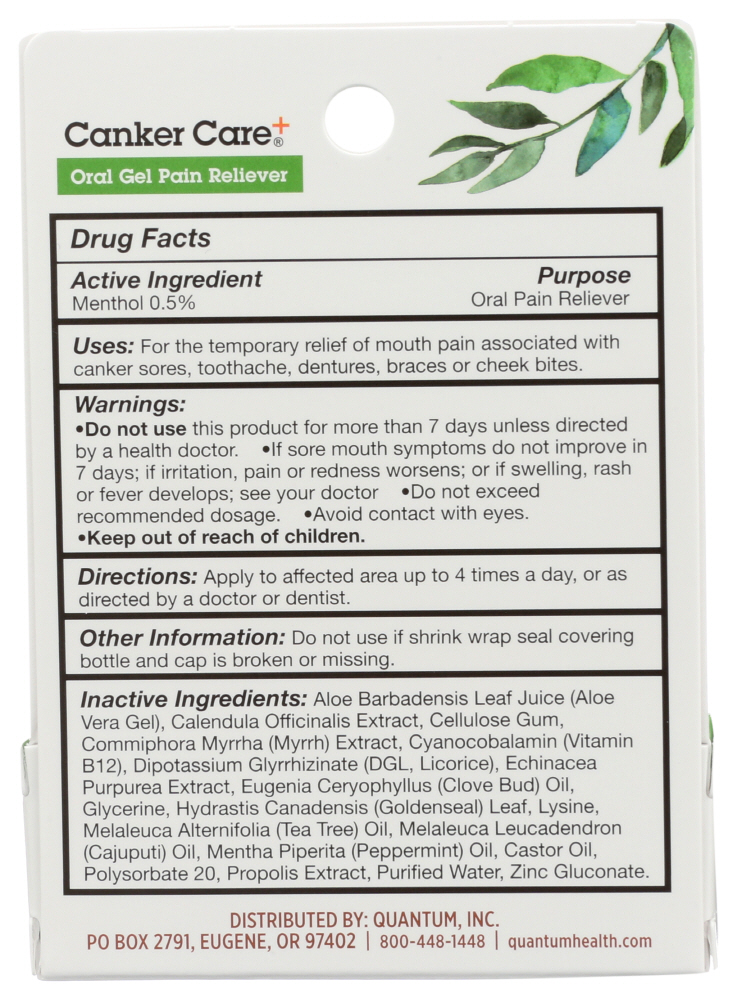 Canker Care+®
Oral Gel Pain Reliever
Drug Facts
Active Ingredient Purpose
Menthol 0.5% Oral Pain Reliever
Uses: For the temporary relief of mouth pain associated with
canker sores, toothache, dentures, braces or cheek bites.
Warnings:
•Do not use this product for more than 7 days unless directed
by a health doctor. •If sore mouth symptoms do not improve in
7 days; if irritation, pain or redness worsens; or if swelling, rash
or fever develops; see your doctor •Do not exceed
recommended dosage. •Avoid contact with eyes.
•Keep out of reach of children.
Directions: Apply to affected area up to 4 times a day, or as
directed by a doctor or dentist.
Other Information: Do not use if shrink wrap seal covering
bottle and cap is broken or missing.
Inactive Ingredients: Aloe Barbadensis Leaf Juice (Aloe
Vera Gel), Calendula Officinalis Extract, Cellulose Gum,
Commiphora Myrrha (Myrrh) Extract, Cyanocobalamin (Vitamin
B12), Dipotassium Glyrrhizinate (DGL, Licorice), Echinacea
Purpurea Extract, Eugenia Ceryophyllus (Clove Bud) Oil,
Glycerine, Hydrastis Canadensis (Goldenseal) Leaf, Lysine,
Melaleuca Alternifolia (Tea Tree) Oil, Melaleuca Leucadendron
(Cajuputi) Oil, Mentha Piperita (Peppermint) Oil, Castor Oil,
Polysorbate 20, Propolis Extract, Purified Water, Zinc Gluconate.
DISTRIBUTED BY: QUANTUM, INC.
PO BOX 2791, EUGENE, OR 97402 | 800-448-1448 | quantumhealth.com